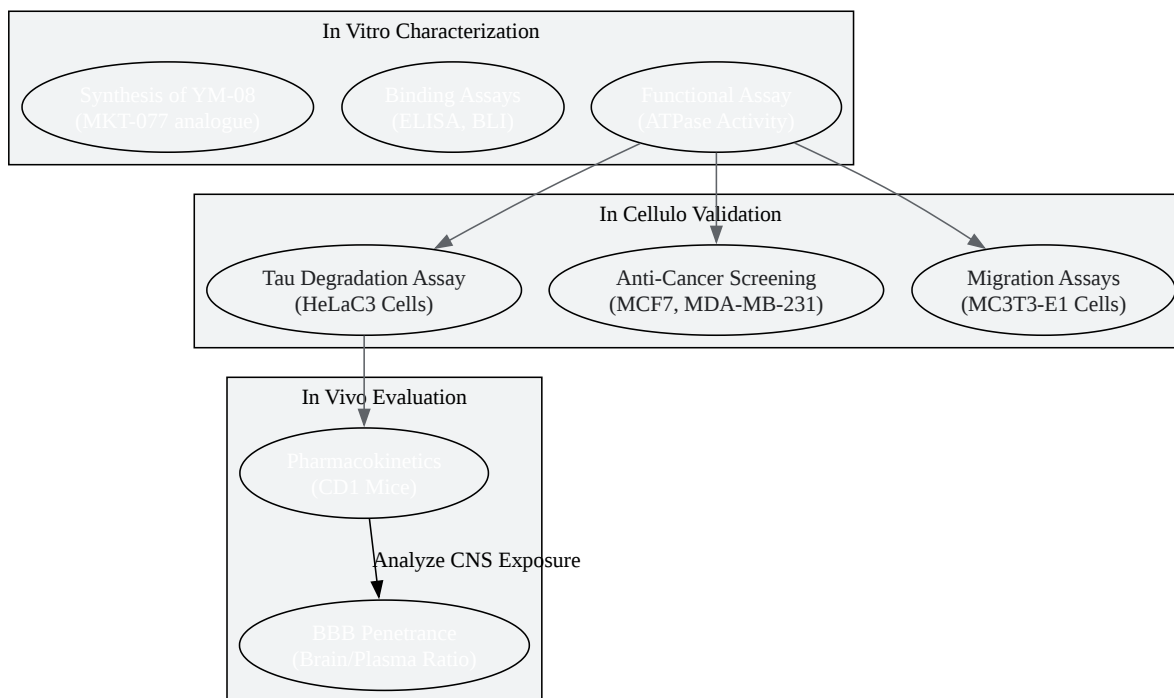 In Vitro Characterization
Synthesis of YM-08
(MKT-077 analogue)
Binding Assays
(ELISA, BLI)
Functional Assay
(ATPase Activity)
In Cellulo Validation
Tau Degradation Assay
(HeLaC3 Cells)
Anti-Cancer Screening
(MCF7, MDA-MB-231)
Migration Assays
(MC3T3-E1 Cells)
In Vivo Evaluation
Pharmacokinetics
(CD1 Mice)
Analyze CNS Exposure
BBB Penetrance
(Brain/Plasma Ratio)